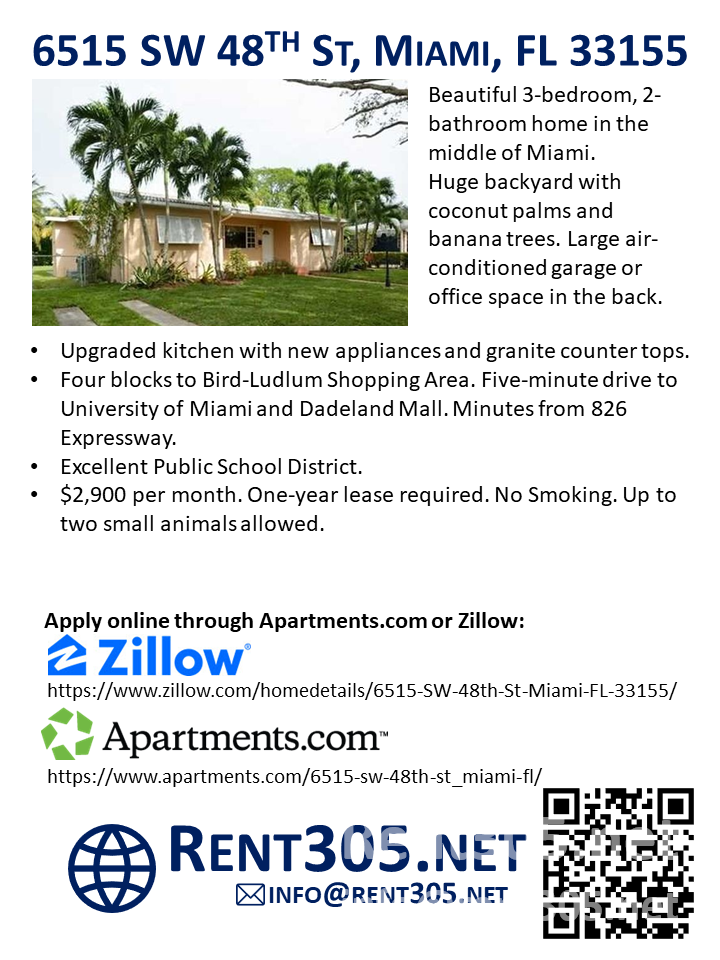 6515 SW 48TH ST, MIAMI, FL 33155
Beautiful 3-bedroom, 2-
bathroom home in the
middle of Miami.
Huge backyard with
coconut palms and
banana trees. Large air-
conditioned garage or
office space in the back.
• Upgraded kitchen with new appliances and granite counter tops.
• Four blocks to Bird-Ludlum Shopping Area. Five-minute drive to
University of Miami and Dadeland Mall. Minutes from 826
Expressway.
• Excellent Public School District.
• $2,900 per month. One-year lease required. No Smoking. Up to
two small animals allowed.
Apply online through Apartments.com or Zillow:
Zillow®
https://www.zillow.com/homedetails/6515-SW-48th-St-Miami-FL-33155/
Apartments.com™
https://www.apartments.com/6515-sw-48th-st_miami-fl/
RENT305.NET
INFO@RENT305.NET